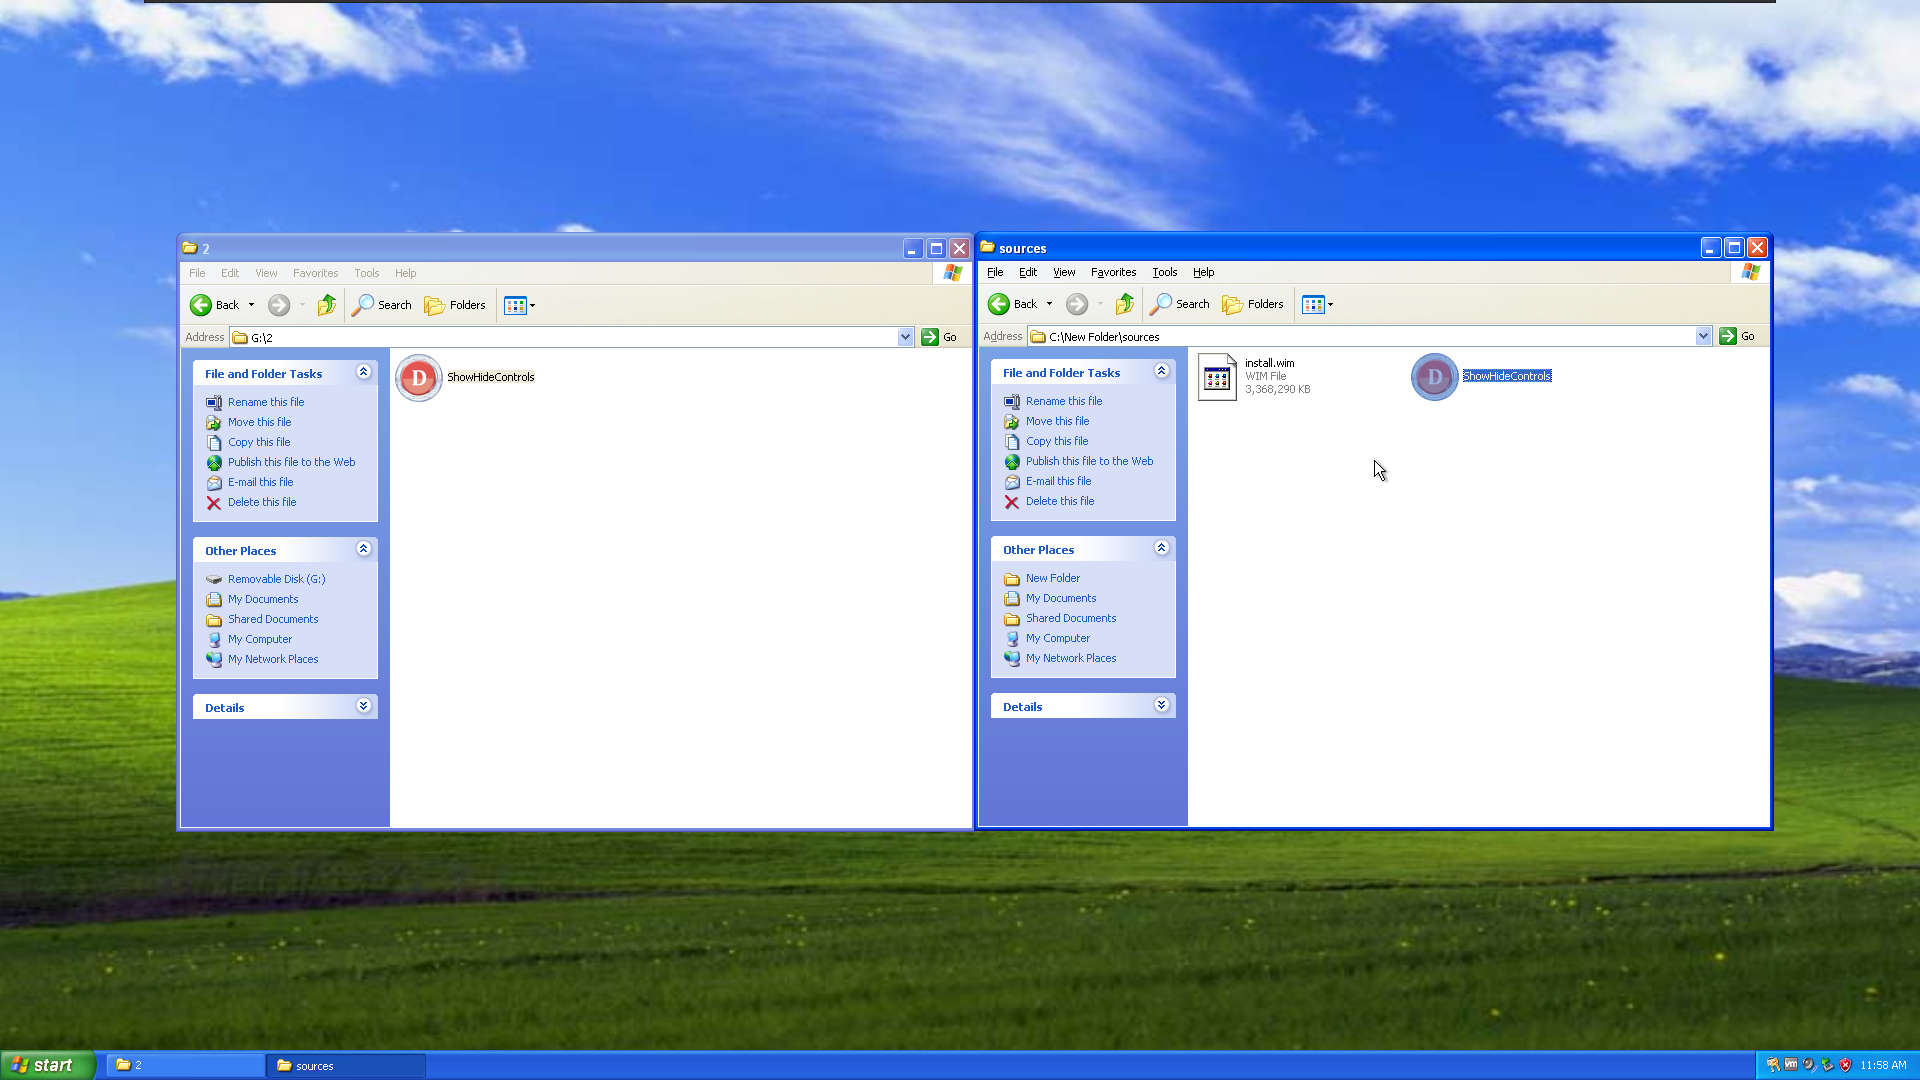 2
File Edit View Favorites Tools Help
Back Search Folders
Address G:\2 Go
File and Folder Tasks
Rename this file
Move this file
Copy this file
Publish this file to the Web
E-mail this file
Delete this file
Other Places
Removable Disk (G:)
My Documents
Shared Documents
My Computer
My Network Places
Details
D ShowHideControls
sources
File Edit View Favorites Tools Help
Back Search Folders
Address C:\New Folder\sources Go
File and Folder Tasks
Rename this file
Move this file
Copy this file
Publish this file to the Web
E-mail this file
Delete this file
Other Places
New Folder
My Documents
Shared Documents
My Computer
My Network Places
Details
install.wim
WIM File
3,368,290 KB
D ShowHideControls
start 2 sources vm 11:58 AM